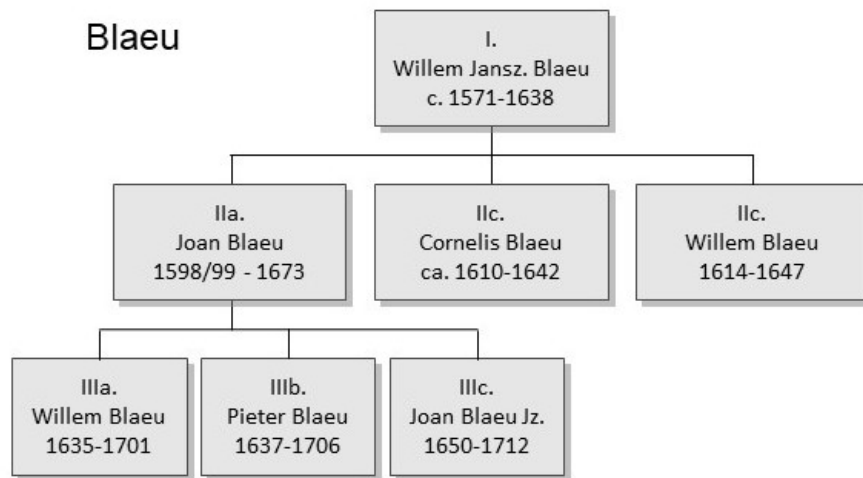 Blaeu
I.
Willem Jansz. Blaeu
c. 1571-1638
IIa.
Joan Blaeu
1598/99 - 1673
IIc.
Cornelis Blaeu
ca. 1610-1642
IIc.
Willem Blaeu
1614-1647
IIIa.
Willem Blaeu
1635-1701
IIIb.
Pieter Blaeu
1637-1706
IIIc.
Joan Blaeu Jz.
1650-1712